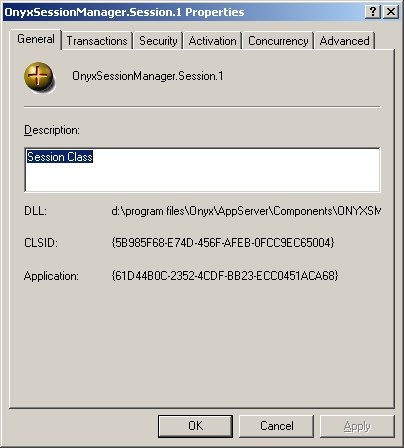 OnyxSessionManager.Session.1 Properties
General Transactions Security Activation Concurrency Advanced
OnyxSessionManager.Session.1
Description:
Session Class
DLL: d:\program files\Onyx\AppServer\Components\ONYXSM
CLSID: {5B985F68-E74D-456F-AFEB-0FCC9EC65004}
Application: {61D44B0C-2352-4CDF-BB23-ECC0451ACA68}
OK Cancel Apply